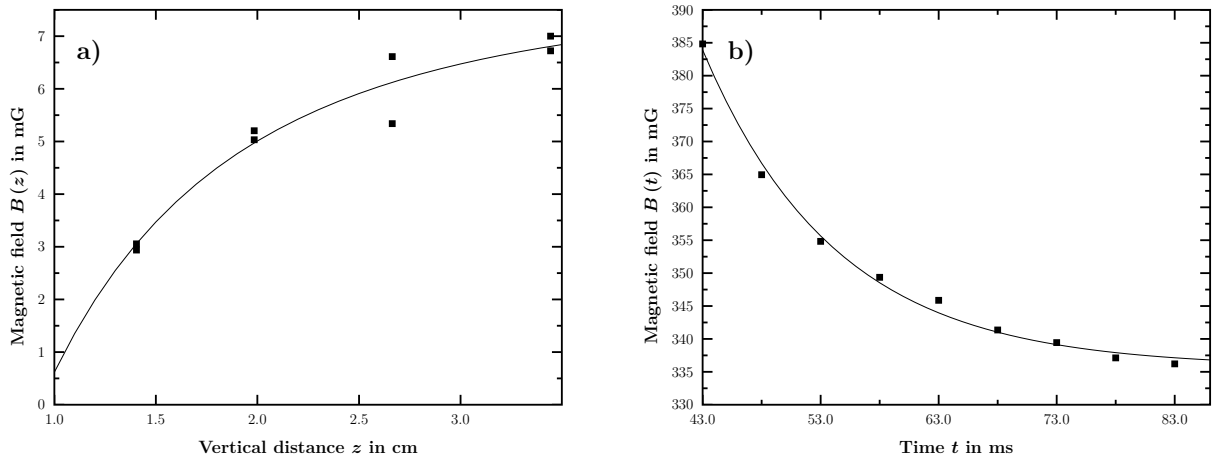 a)
Magnetic field B (z) in mG
7
6
5
4
3
2
1
0
1.0 1.5 2.0 2.5 3.0
Vertical distance z in cm
b)
Magnetic field B (t) in mG
390
385
380
375
370
365
360
355
350
345
340
335
330
43.0 53.0 63.0 73.0 83.0
Time t in ms